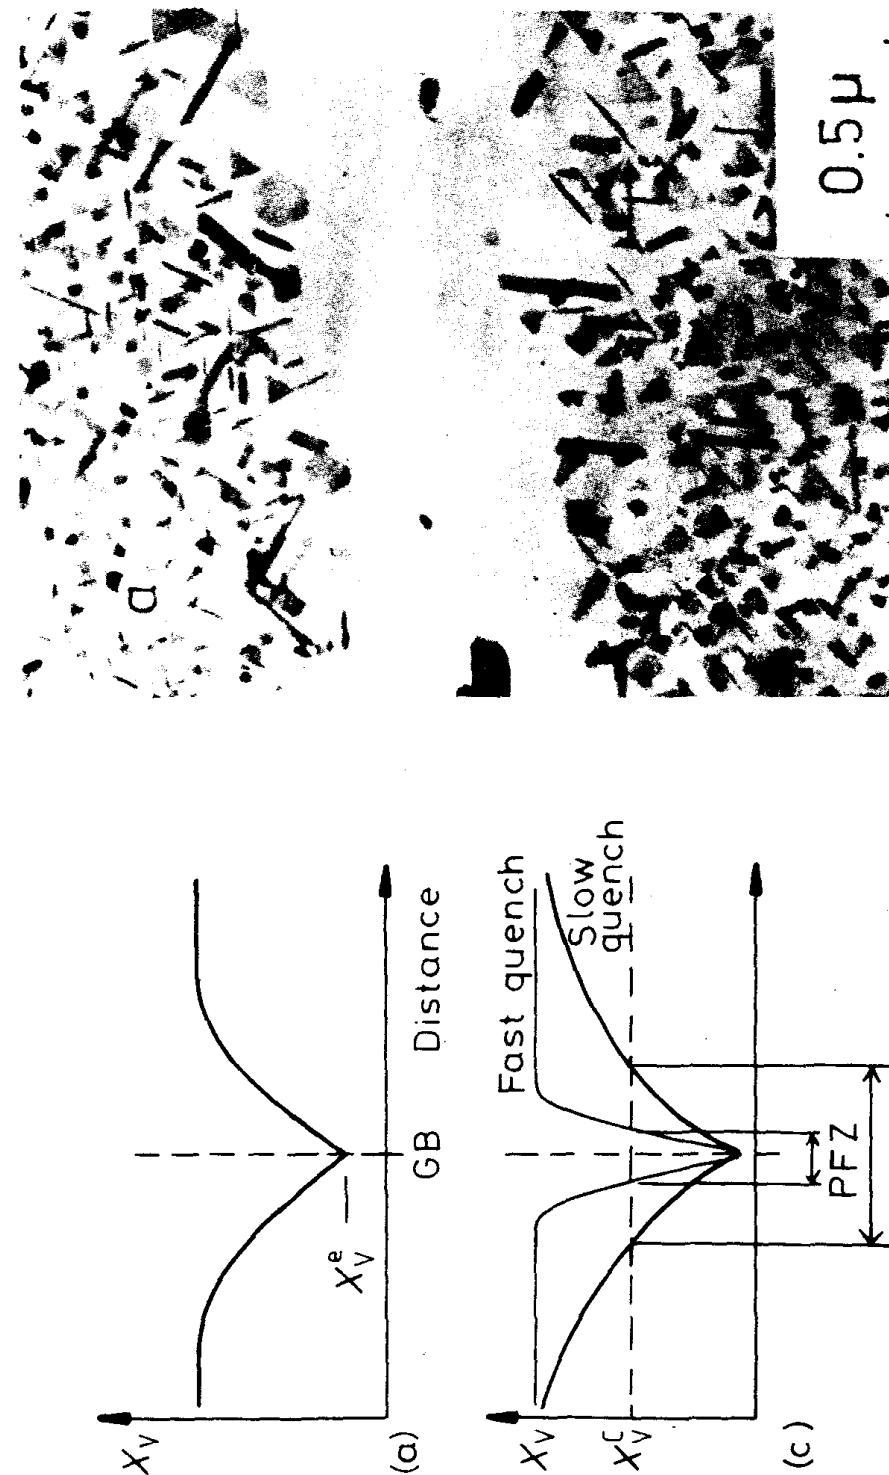 X_V
X_V^e
GB
Distance
(a)
X_V
X_V^C
Fast quench
Slow
quench
PFZ
(c)
a
0.5μ